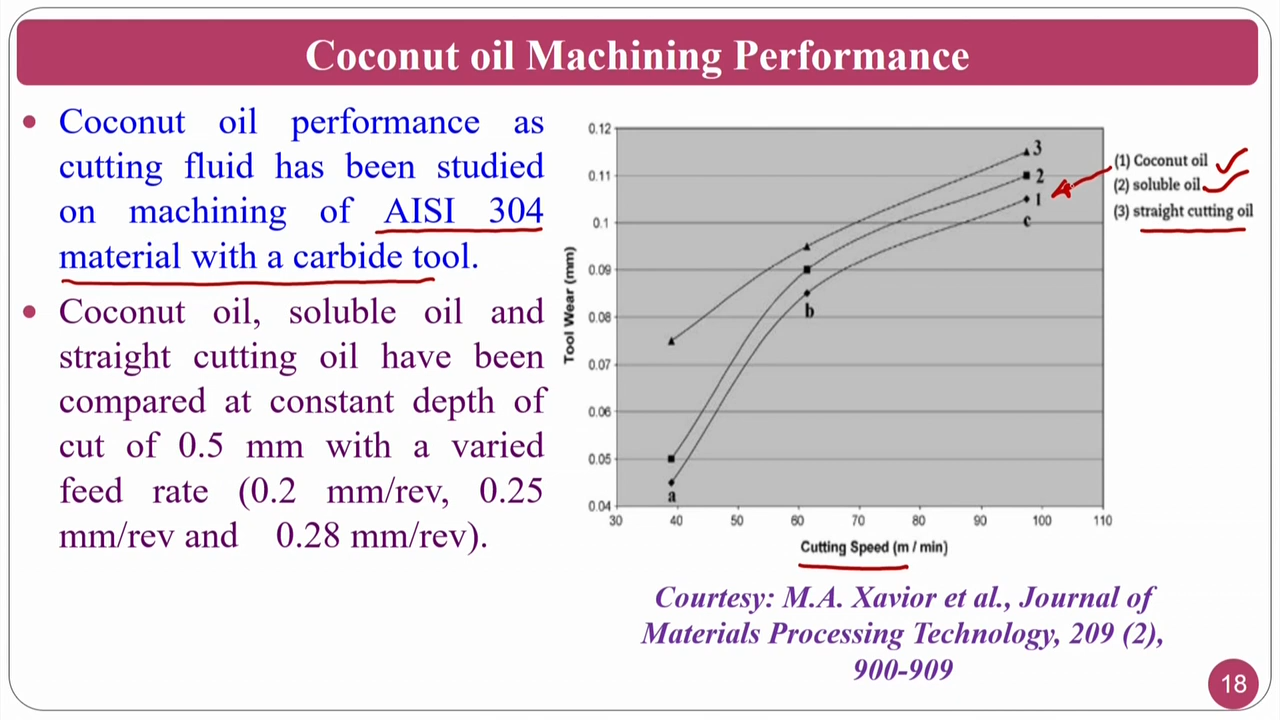 Coconut oil Machining Performance
• Coconut oil performance as
cutting fluid has been studied
on machining of AISI 304
material with a carbide tool.
• Coconut oil, soluble oil and
straight cutting oil have been
compared at constant depth of
cut of 0.5 mm with a varied
feed rate (0.2 mm/rev, 0.25
mm/rev and 0.28 mm/rev).
Tool Wear (mm)
0.12
0.11
0.1
0.09
0.08
0.07
0.06
0.05
0.04
30 40 50 60 70 80 90 100 110
Cutting Speed (m / min)
3
2
1
c
b
a
(1) Coconut oil
(2) soluble oil
(3) straight cutting oil
Courtesy: M.A. Xavior et al., Journal of
Materials Processing Technology, 209 (2),
900-909
18